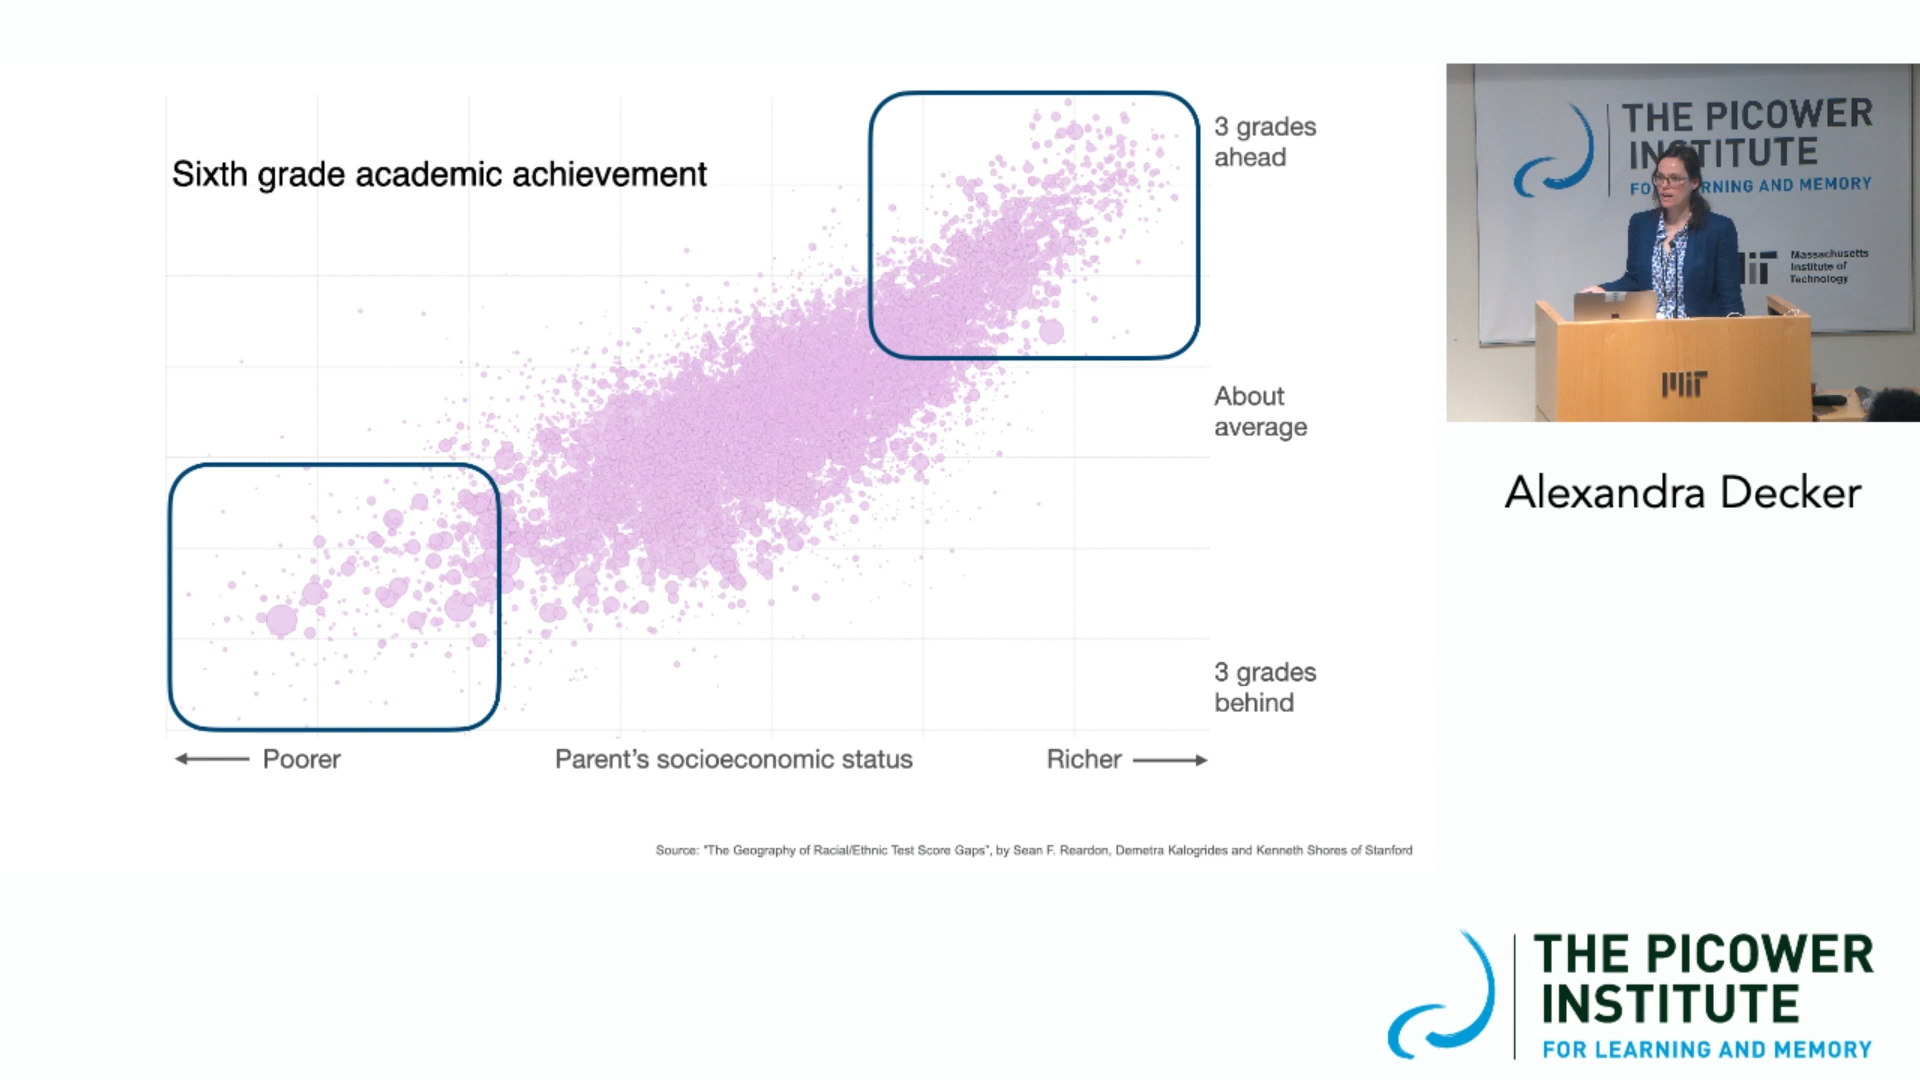 Sixth grade academic achievement
3 grades
ahead
About
average
3 grades
behind
Poorer
Parent's socioeconomic status
Richer
Source: "The Geography of Racial/Ethnic Test Score Gaps", by Sean F. Reardon, Demetra Kalogrides and Kenneth Shores of Stanford
THE PICOWER
INSTITUTE
FOR LEARNING AND MEMORY
MIT
Massachusetts
Institute of
Technology
MIT
Alexandra Decker
THE PICOWER
INSTITUTE
FOR LEARNING AND MEMORY